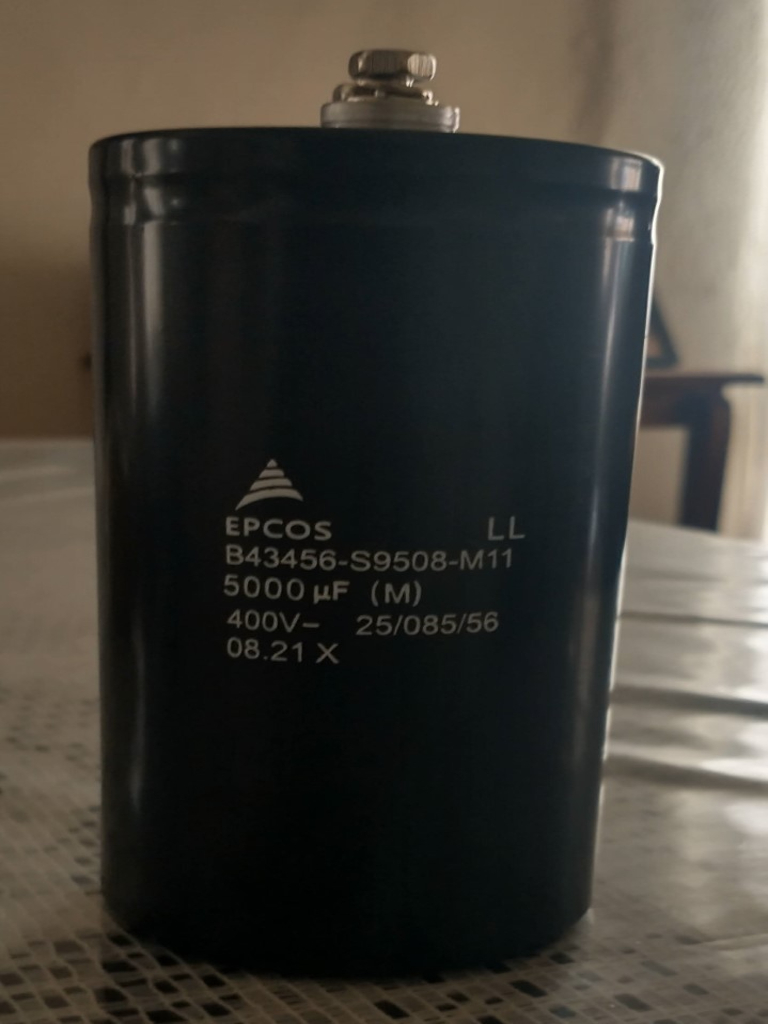 EPCOS LL
B43456-S9508-M11
5000 µF (M)
400V– 25/085/56
08.21 X